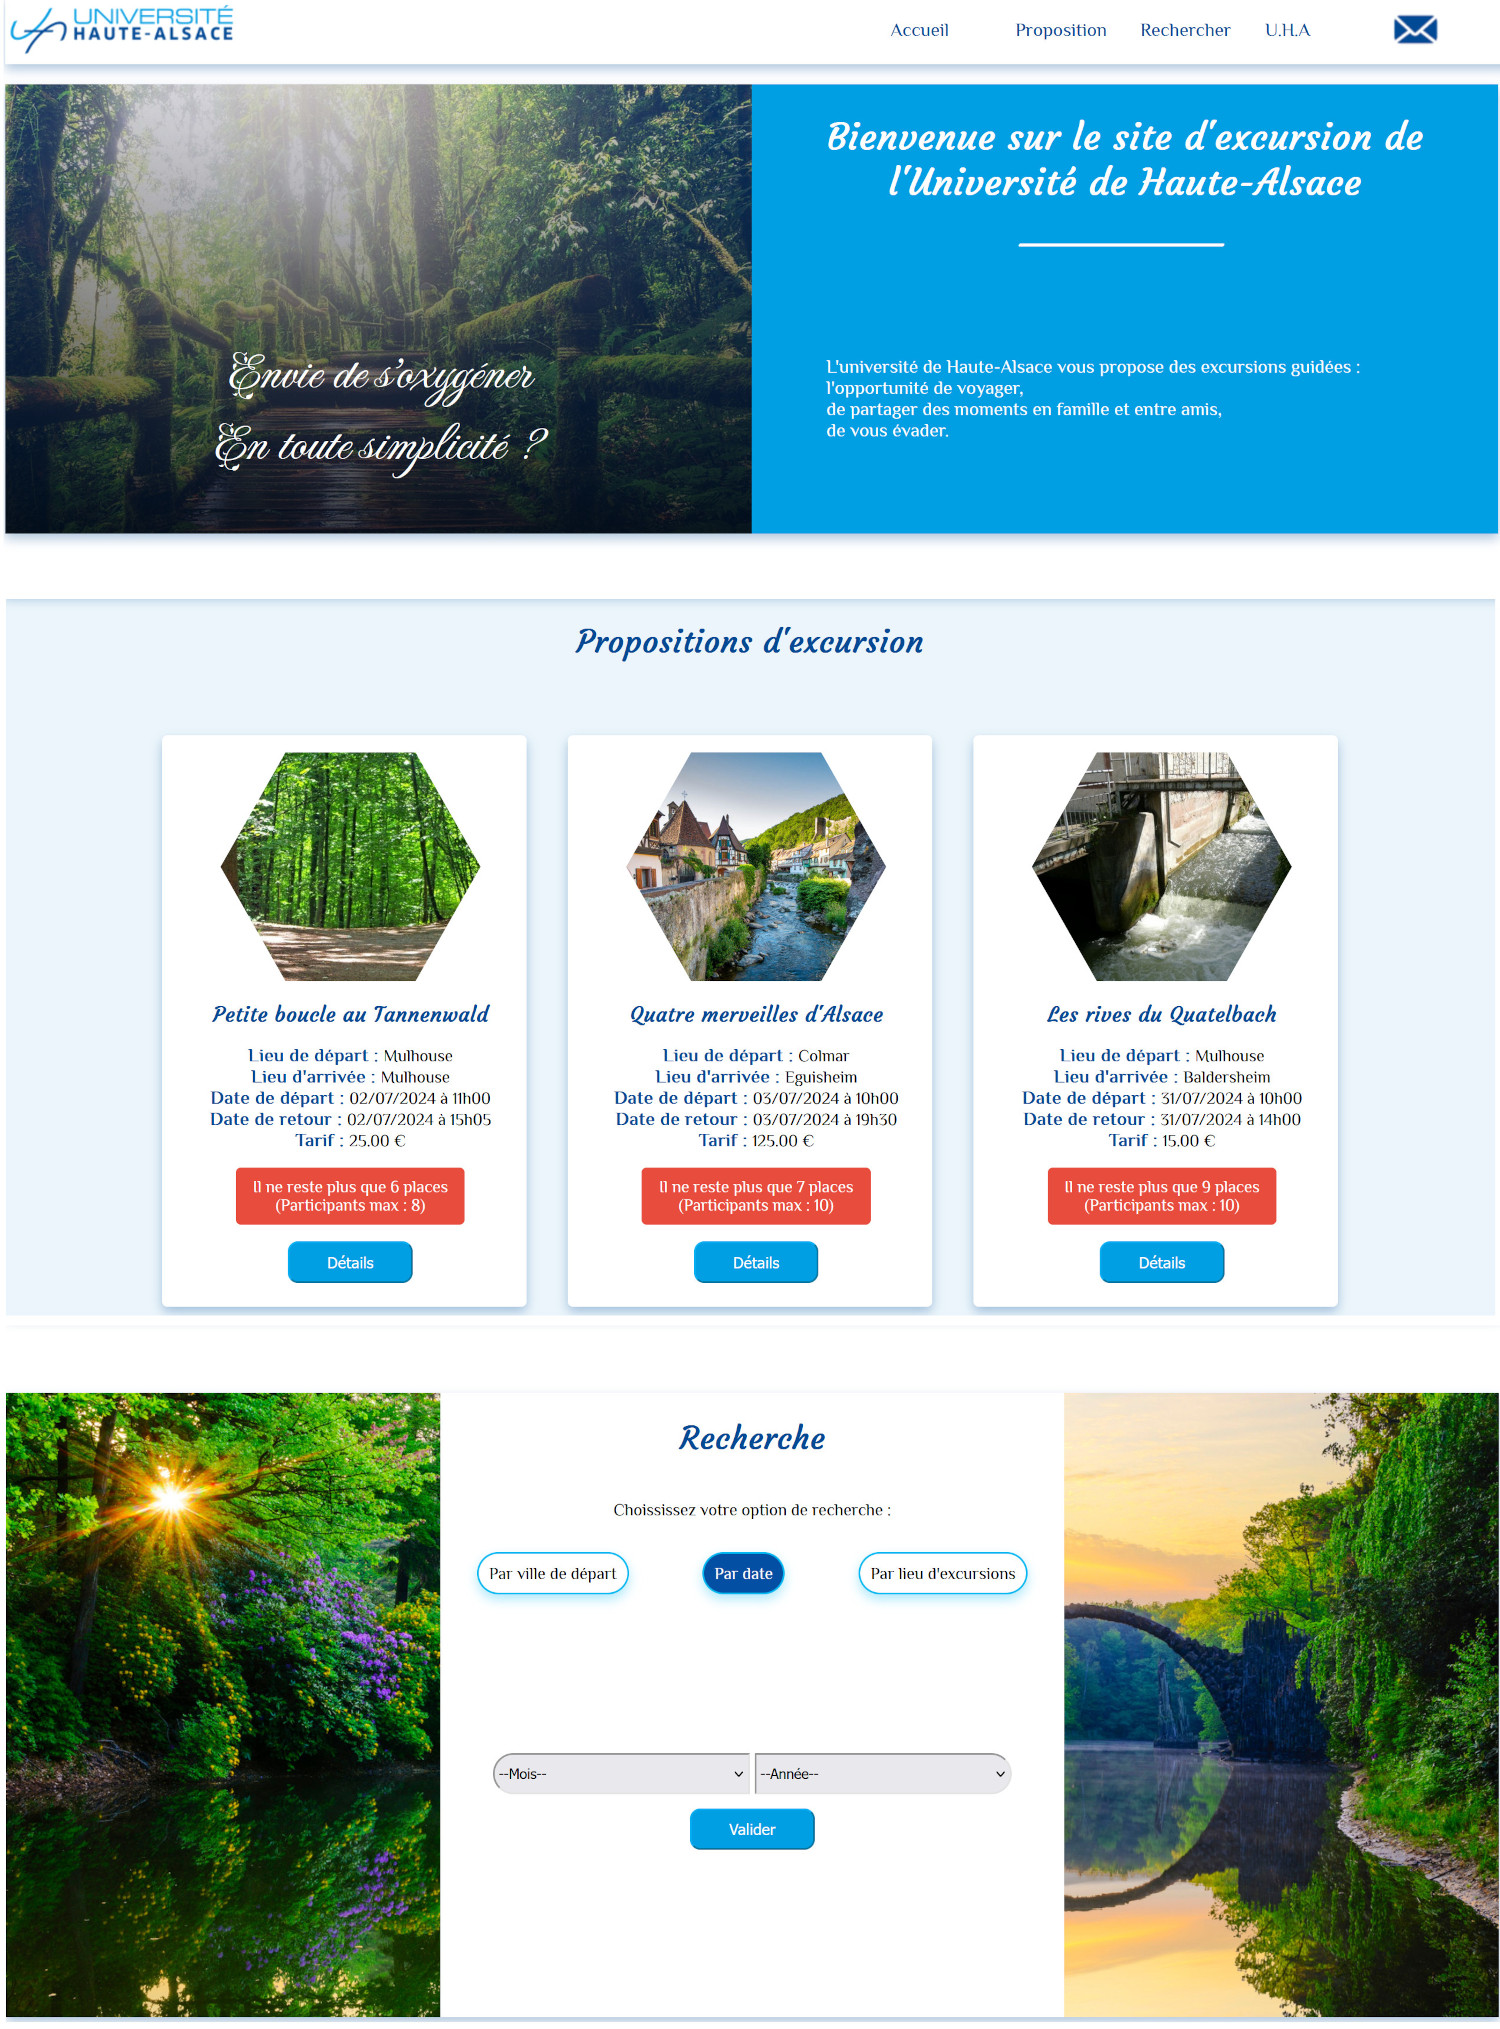 UNIVERSITÉ
HAUTE-ALSACE
Accueil
Proposition
Rechercher
U.H.A
Bienvenue sur le site d'excursion de
l'Université de Haute-Alsace
Envie de s'oxygéner
En toute simplicité ?
L'université de Haute-Alsace vous propose des excursions guidées :
l'opportunité de voyager,
de partager des moments en famille et entre amis,
de vous évader.
Propositions d'excursion
Petite boucle au Tannenwald
Lieu de départ : Mulhouse
Lieu d'arrivée : Mulhouse
Date de départ : 02/07/2024 à 11h00
Date de retour : 02/07/2024 à 15h05
Tarif : 25.00 €
Il ne reste plus que 6 places
(Participants max : 8)
Détails
Quatre merveilles d'Alsace
Lieu de départ : Colmar
Lieu d'arrivée : Eguisheim
Date de départ : 03/07/2024 à 10h00
Date de retour : 03/07/2024 à 19h30
Tarif : 125.00 €
Il ne reste plus que 7 places
(Participants max : 10)
Détails
Les rives du Quatelbach
Lieu de départ : Mulhouse
Lieu d'arrivée : Baldersheim
Date de départ : 31/07/2024 à 10h00
Date de retour : 31/07/2024 à 14h00
Tarif : 15.00 €
Il ne reste plus que 9 places
(Participants max : 10)
Détails
Recherche
Choississez votre option de recherche :
Par ville de départ
Par date
Par lieu d'excursions
--Mois--
--Année--
Valider